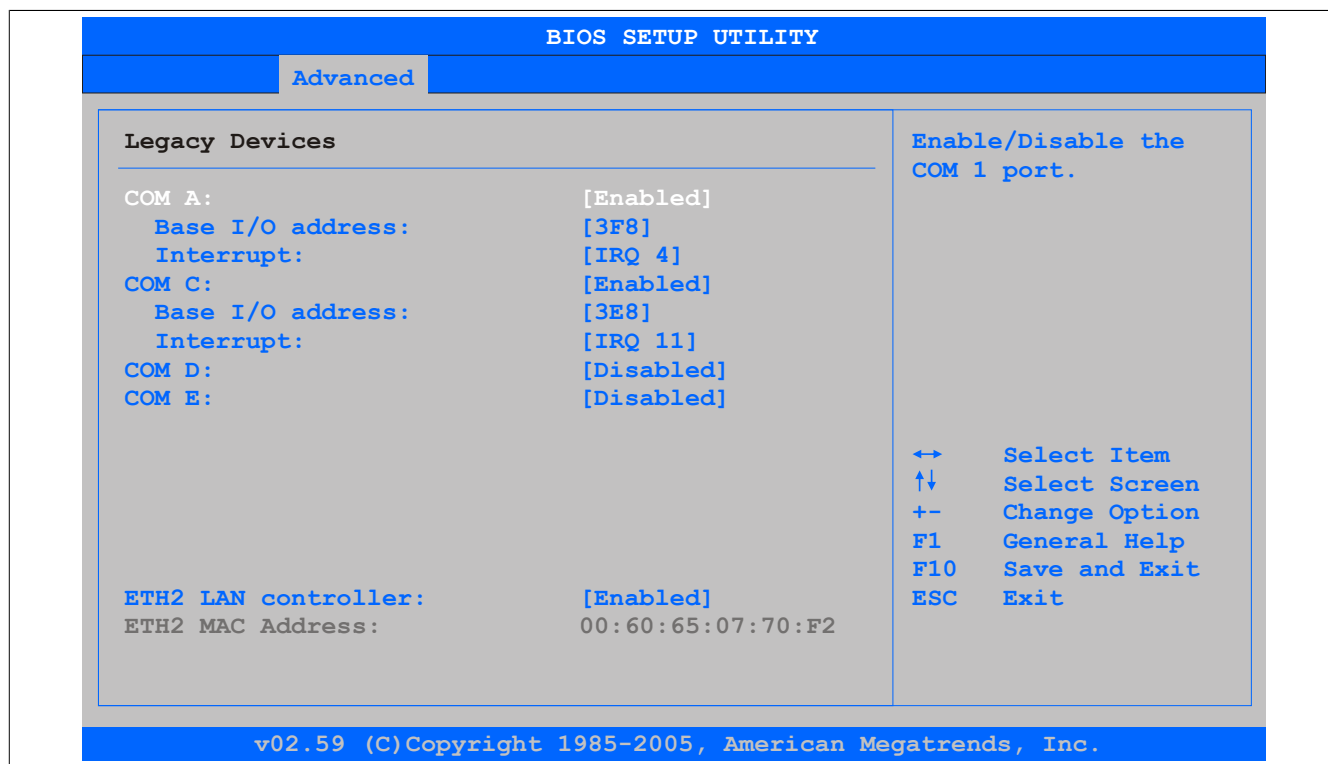 BIOS SETUP UTILITY
Advanced
Legacy Devices
COM A: [Enabled]
Base I/O address: [3F8]
Interrupt: [IRQ 4]
COM C: [Enabled]
Base I/O address: [3E8]
Interrupt: [IRQ 11]
COM D: [Disabled]
COM E: [Disabled]
ETH2 LAN controller: [Enabled]
ETH2 MAC Address: 00:60:65:07:70:F2
Enable/Disable the
COM 1 port.
↔ Select Item
↑↓ Select Screen
+- Change Option
F1 General Help
F10 Save and Exit
ESC Exit
v02.59 (C)Copyright 1985-2005, American Megatrends, Inc.